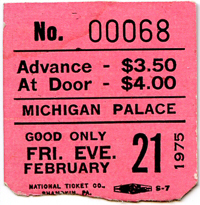 No. 00068
Advance - $3.50
At Door - $4.00
MICHIGAN PALACE
GOOD ONLY
FRI. EVE.
FEBRUARY 21 1975
NATIONAL TICKET CO.
SHAMOKIN, PA. S-7